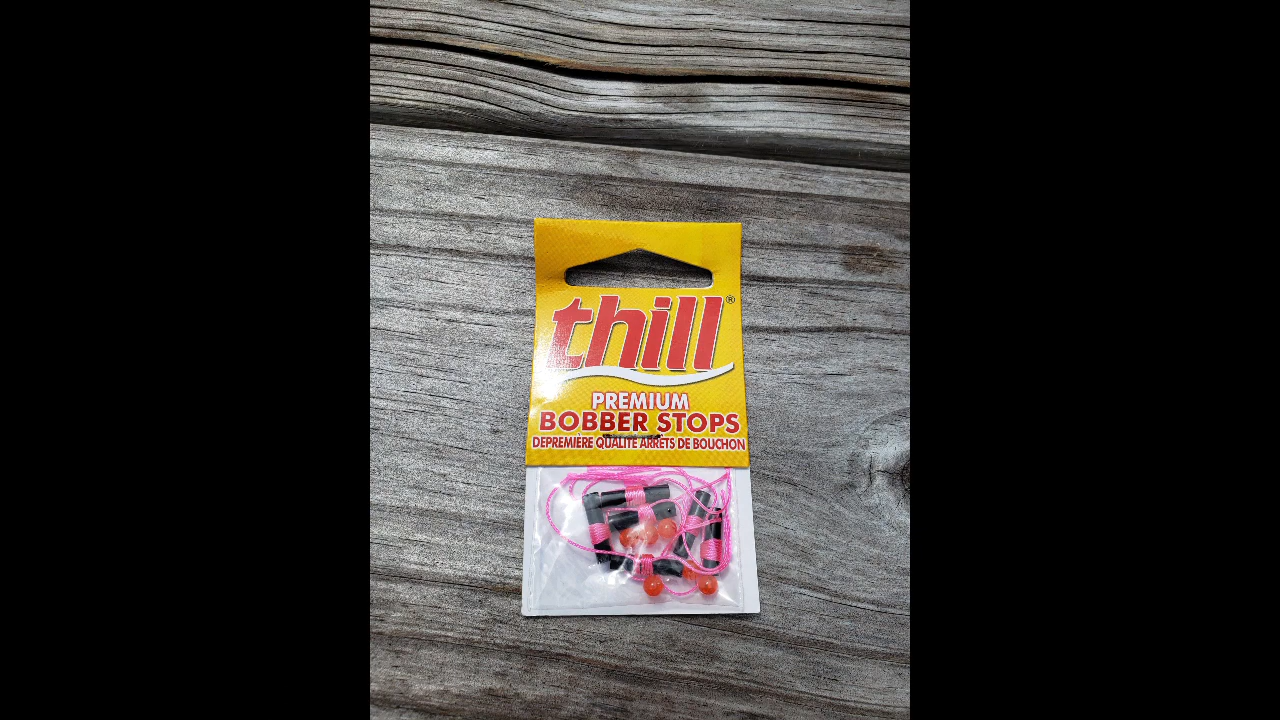 thill®
PREMIUM
BOBBER STOPS
DEPREMIÈRE QUALITÉ ARRÊTS DE BOUCHON